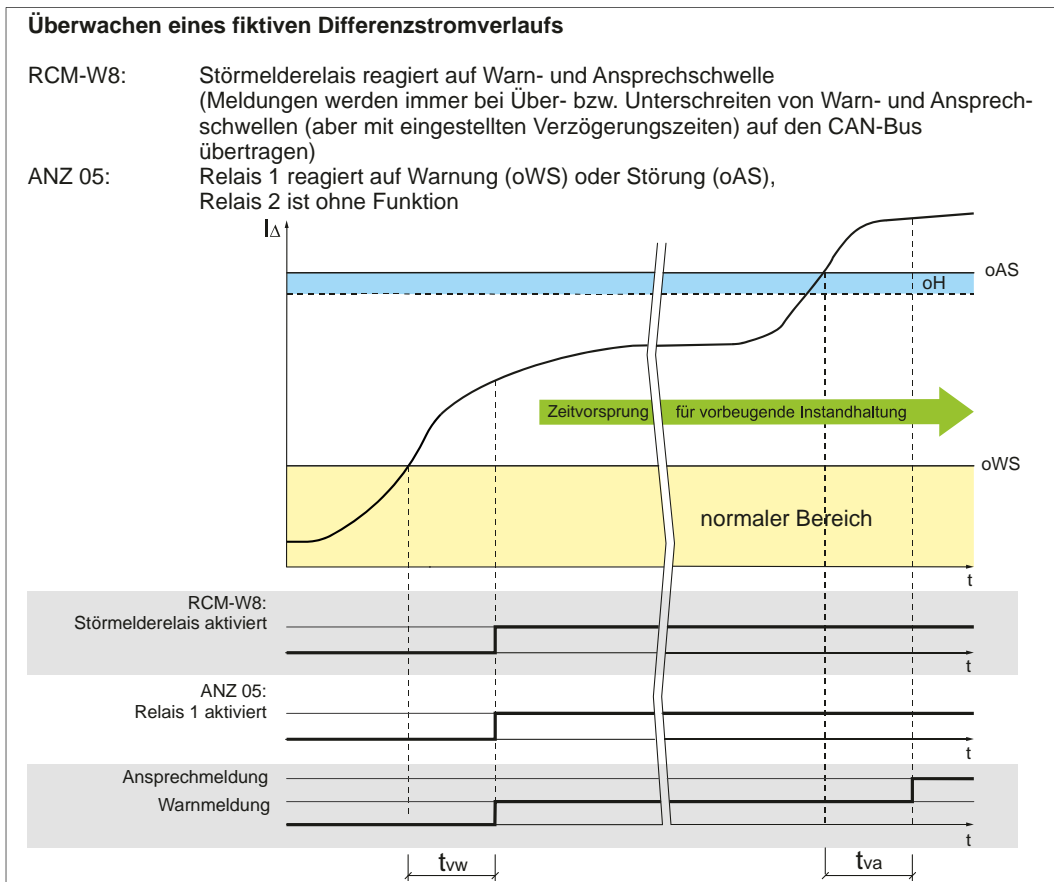 Überwachen eines fiktiven Differenzstromverlaufs
RCM-W8: Störmelderelais reagiert auf Warn- und Ansprechschwelle
(Meldungen werden immer bei Über- bzw. Unterschreiten von Warn- und Ansprech-
schwellen (aber mit eingestellten Verzögerungszeiten) auf den CAN-Bus
übertragen)
ANZ 05: Relais 1 reagiert auf Warnung (oWS) oder Störung (oAS),
Relais 2 ist ohne Funktion
IΔ
oAS
oH
Zeitvorsprung für vorbeugende Instandhaltung
oWS
normaler Bereich
t
RCM-W8:
Störmelderelais aktiviert
t
ANZ 05:
Relais 1 aktiviert
t
Ansprechmeldung
Warnmeldung
t
tvw
tva